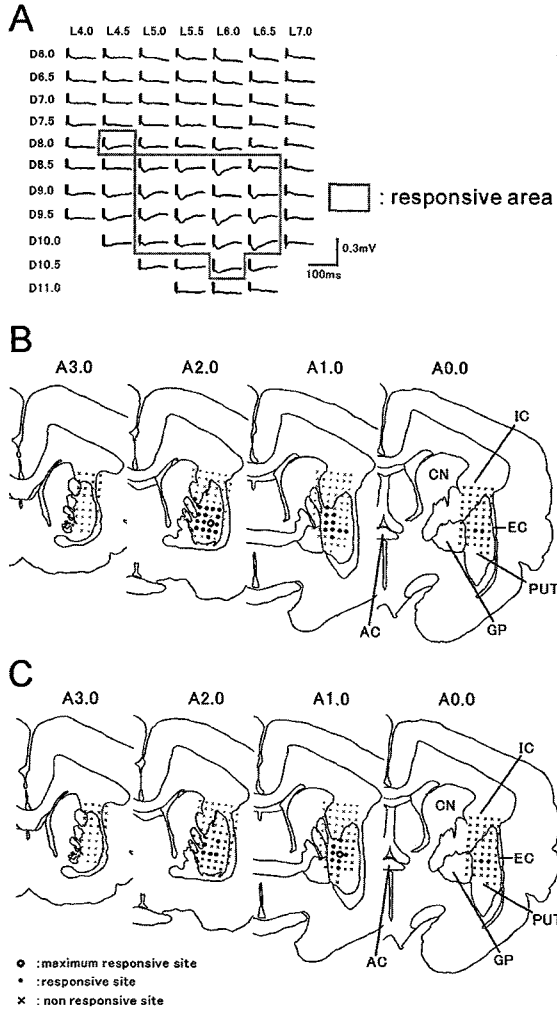 A
L4.0 L4.5 L5.0 L5.5 L6.0 L6.5 L7.0
D8.0
D6.5
D7.0
D7.5
D8.0
D8.5
D9.0
: responsive area
D9.5
D10.0
0.3mV
D10.5
100ms
D11.0
B
A3.0 A2.0 A1.0 A0.0
IC
CN
EC
PUT
AC GP
C
A3.0 A2.0 A1.0 A0.0
IC
CN
EC
PUT
AC GP
:maximum responsive site
:responsive site
x :non responsive site